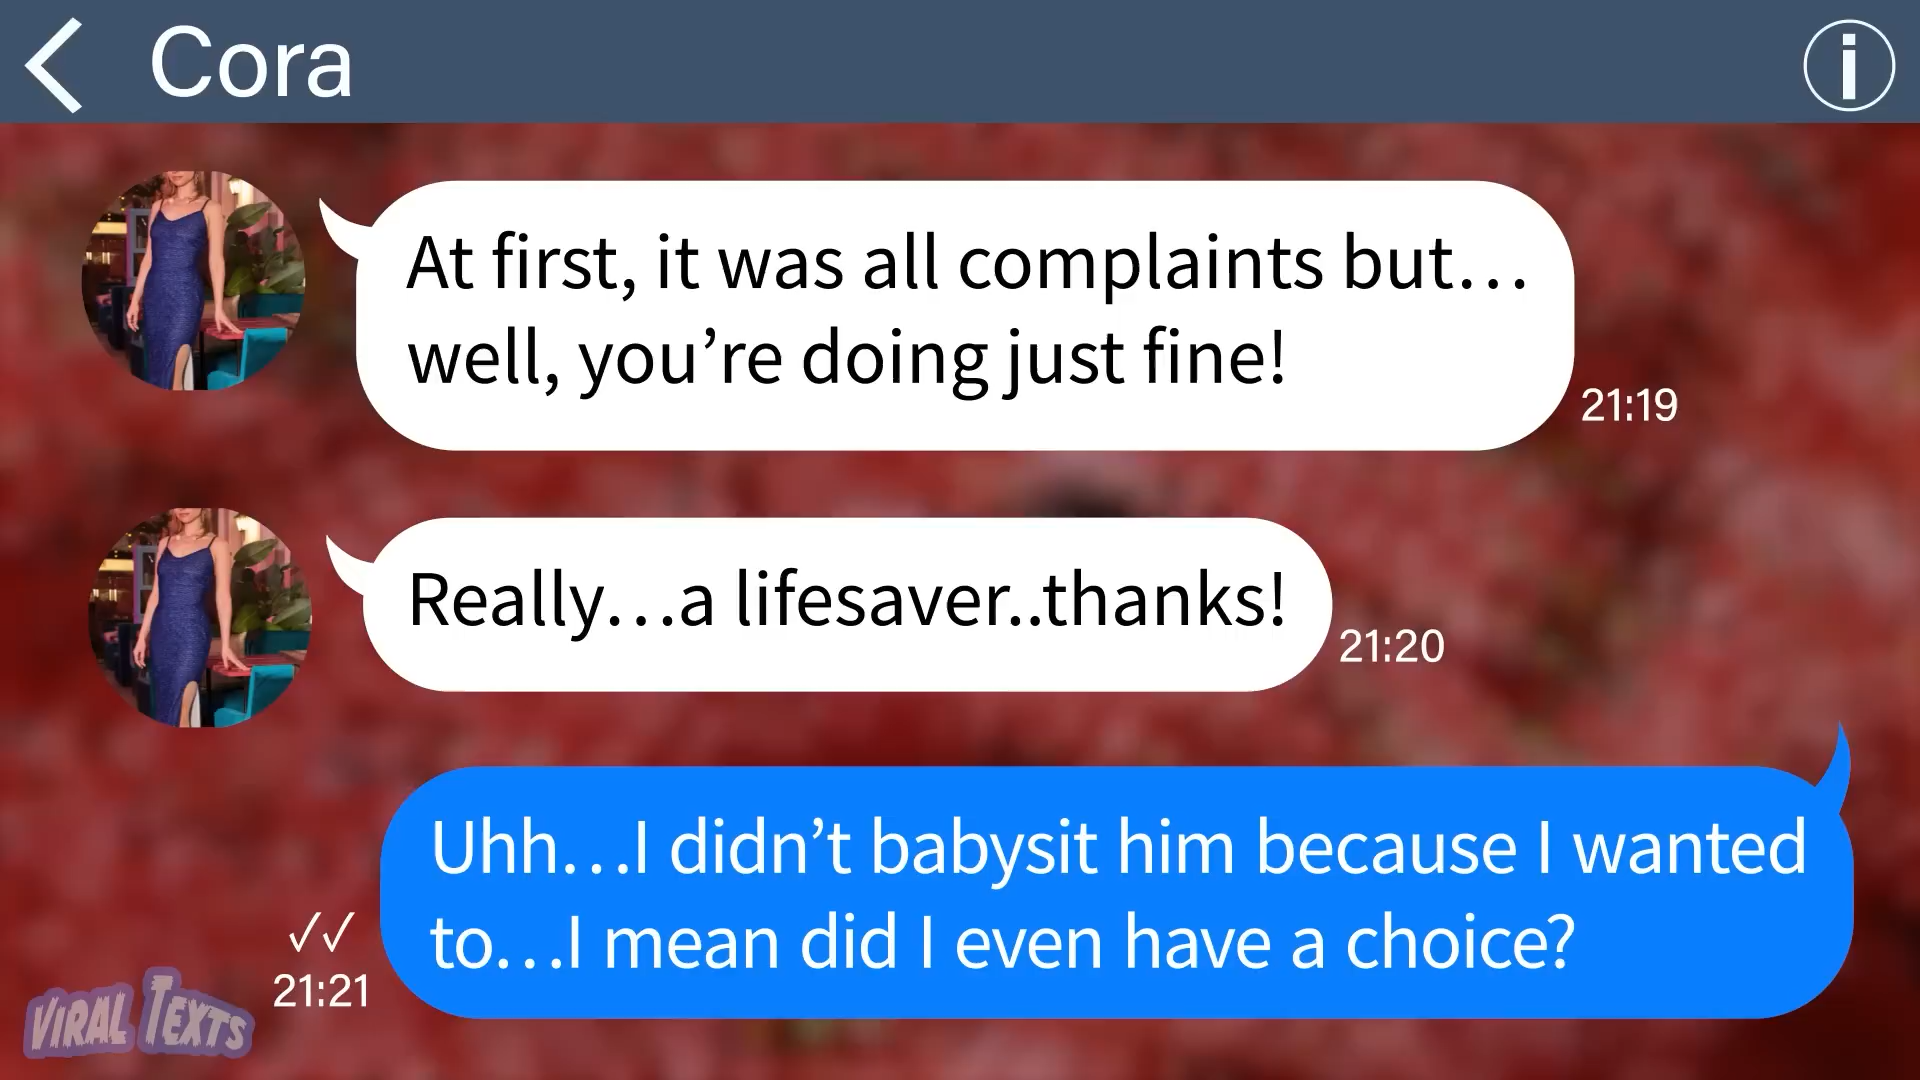 Cora
At first, it was all complaints but…
well, you’re doing just fine!
21:19
Really…a lifesaver..thanks!
21:20
Uhh…I didn’t babysit him because I wanted
to…I mean did I even have a choice?
21:21
VIRAL TEXTS